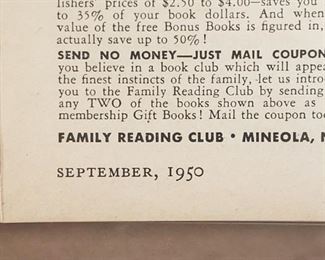 lishers' prices of $2.50 to $4.00—saves you
to 35% of your book dollars. And when
value of the free Bonus Books is figured in,
actually save up to 50%!
SEND NO MONEY—JUST MAIL COUPON
you believe in a book club which will appea
the finest instincts of the family, let us intro
you to the Family Reading Club by sending
any TWO of the books shown above as
membership Gift Books! Mail the coupon too
FAMILY READING CLUB • MINEOLA, N
SEPTEMBER, 1950